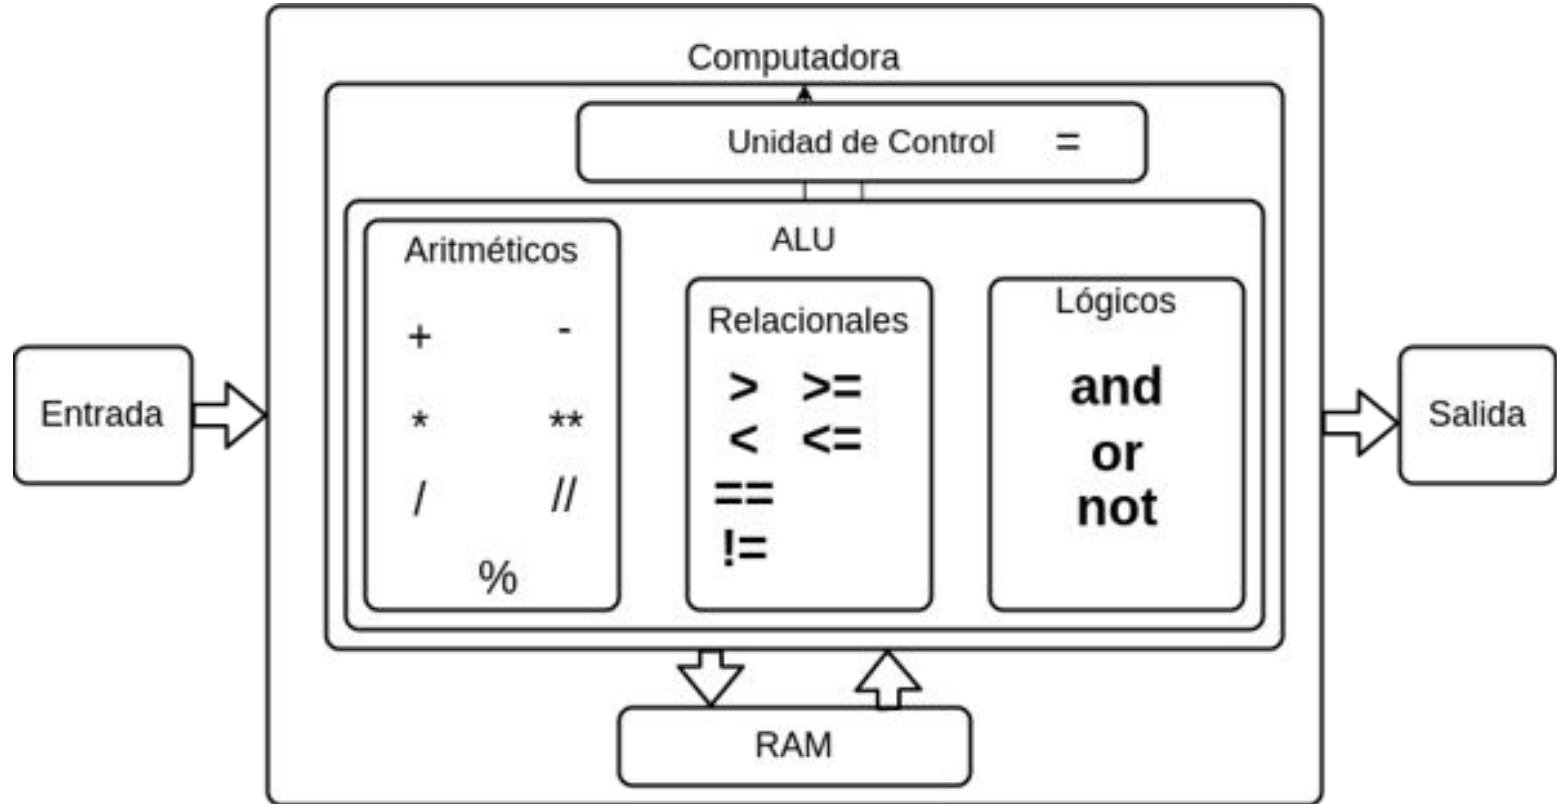 Computadora
Unidad de Control =
ALU
Aritméticos
+ -
* **
/ //
%
Relacionales
> >=
< <=
==
!=
Lógicos
and
or
not
Entrada
Salida
RAM